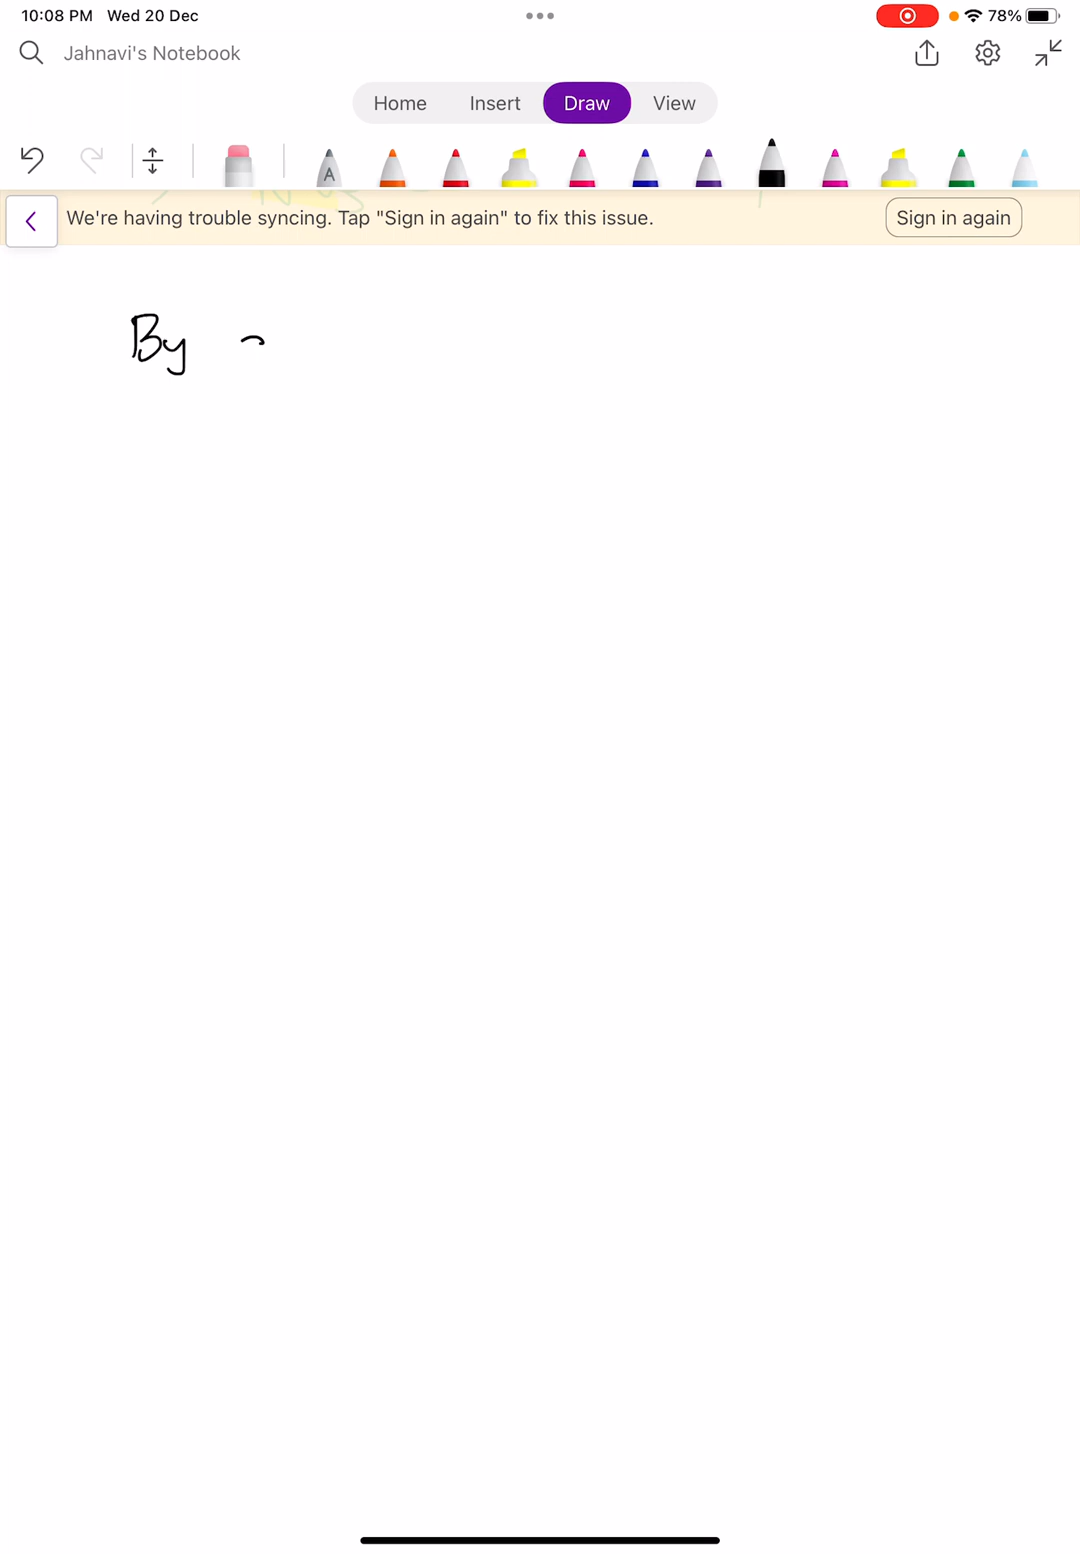 10:08 PM Wed 20 Dec 78%
Jahnavi's Notebook
Home Insert Draw View
A
We're having trouble syncing. Tap "Sign in again" to fix this issue. Sign in again
By